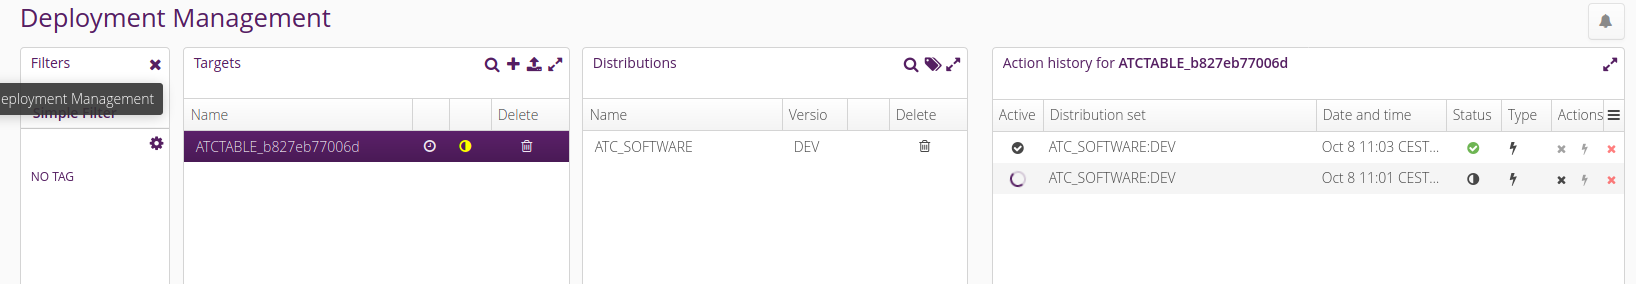 Deployment Management
Filters
eployment Management
Simple Filter
NO TAG
Targets
Name Delete
ATCTABLE_b827eb77006d
Distributions
Name Versio Delete
ATC_SOFTWARE DEV
Action history for ATCTABLE_b827eb77006d
Active Distribution set Date and time Status Type Actions
ATC_SOFTWARE:DEV Oct 8 11:03 CEST...
ATC_SOFTWARE:DEV Oct 8 11:01 CEST...